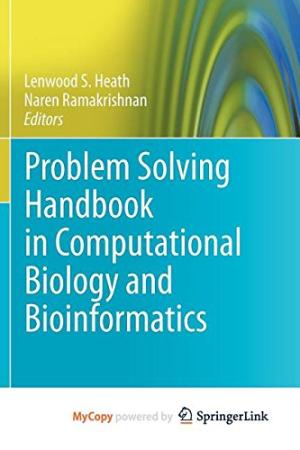 Lenwood S. Heath
Naren Ramakrishnan
Editors
Problem Solving
Handbook
in Computational
Biology and
Bioinformatics
MyCopy powered by SpringerLink